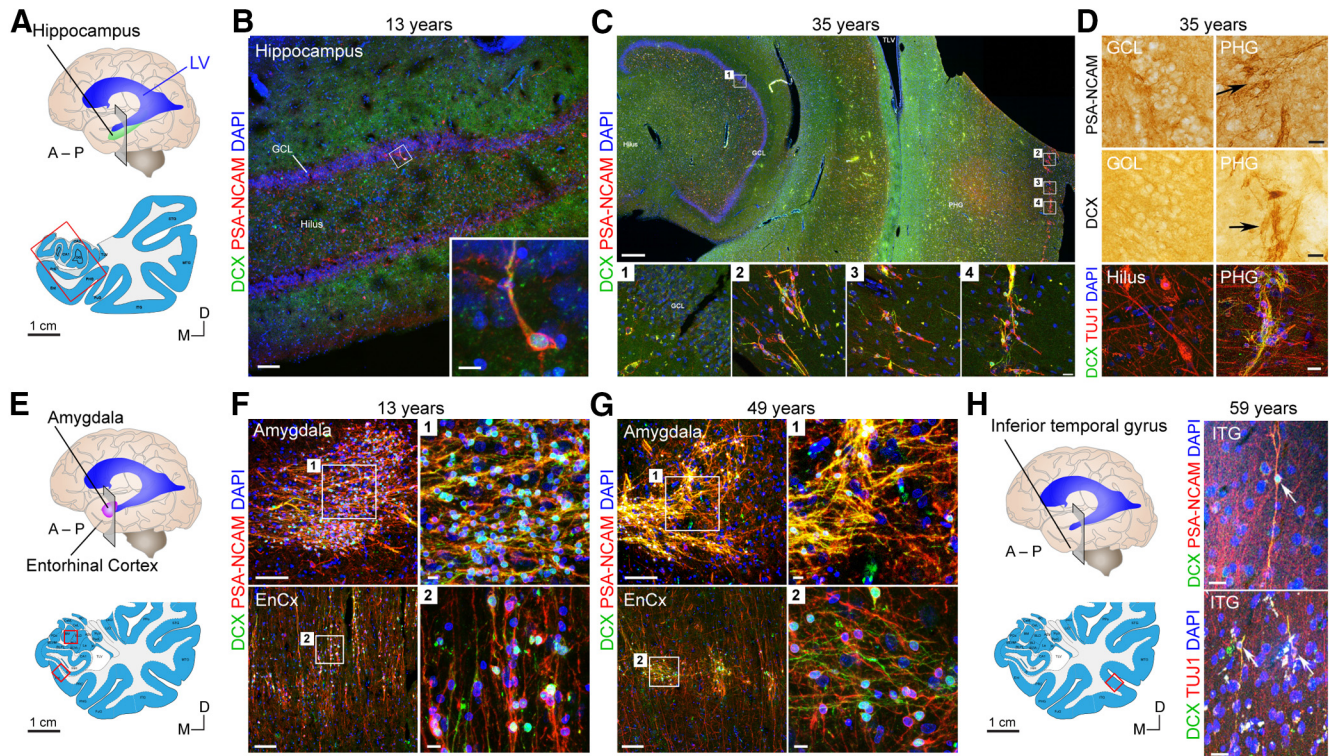 A
Hippocampus
LV
A – P
1 cm
D
M
B
13 years
DCX PSA-NCAM DAPI
Hippocampus
GCL
Hilus
C
35 years
DCX PSA-NCAM DAPI
TLV
1
Hilus
GCL
PHG
2
3
4
1
GCL
2
3
4
D
35 years
PSA-NCAM
GCL
PHG
DCX
GCL
PHG
DCX TUJ1 DAPI
Hilus
PHG
E
Amygdala
A – P
Entorhinal Cortex
TLV
1 cm
D
M
F
13 years
DCX PSA-NCAM DAPI
Amygdala
1
1
EnCx
2
2
G
49 years
DCX PSA-NCAM DAPI
Amygdala
1
1
EnCx
2
2
H
Inferior temporal gyrus
A – P
TLV
1 cm
D
M
59 years
DCX PSA-NCAM DAPI
ITG
DCX TUJ1 DAPI
ITG